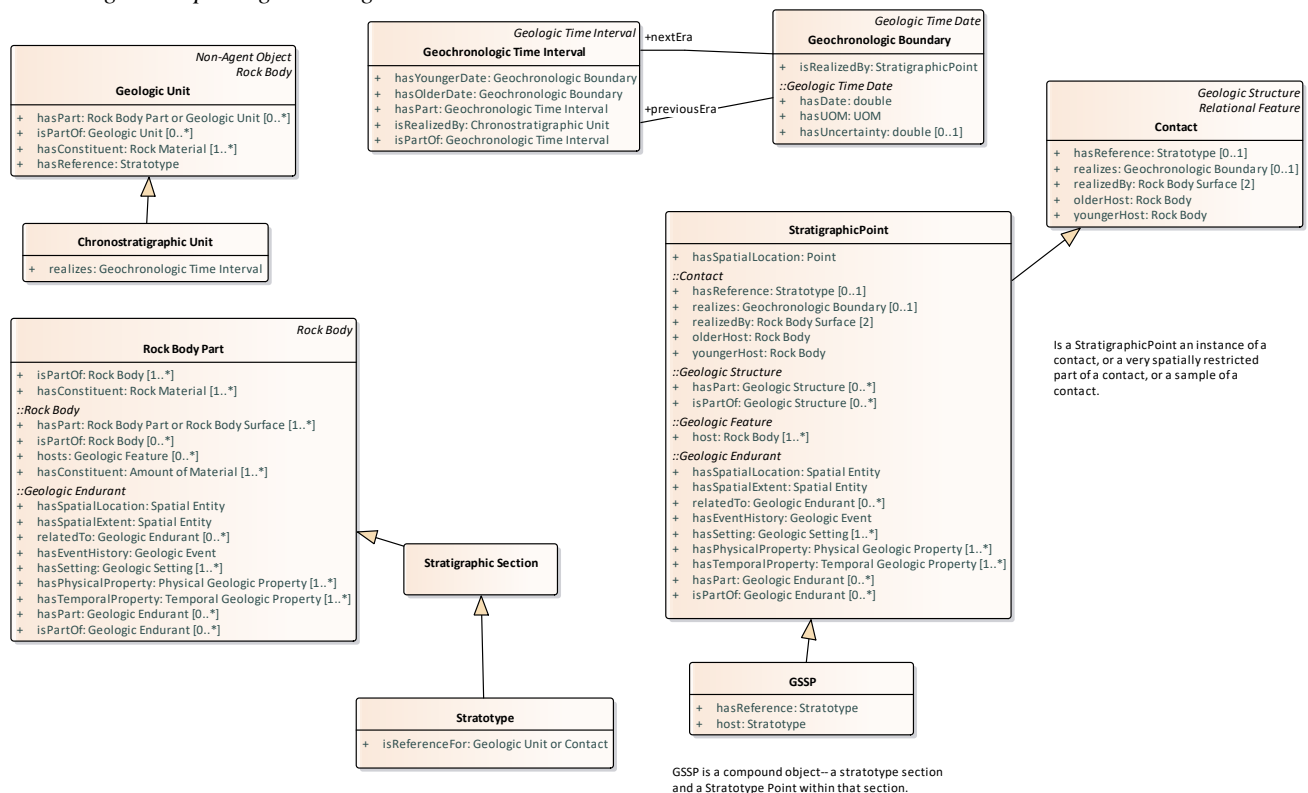 Non-Agent Object
Rock Body
Geologic Unit
+ hasPart: Rock Body Part or Geologic Unit [0..*]
+ isPartOf: Geologic Unit [0..*]
+ hasConstituent: Rock Material [1..*]
+ hasReference: Stratotype
Chronostratigraphic Unit
+ realizes: Geochronologic Time Interval
Geologic Time Interval
Geochronologic Time Interval
+ hasYoungerDate: Geochronologic Boundary
+ hasOlderDate: Geochronologic Boundary
+ hasPart: Geochronologic Time Interval
+ isRealizedBy: Chronostratigraphic Unit
+ isPartOf: Geochronologic Time Interval
+nextEra
+previousEra
Geologic Time Date
Geochronologic Boundary
+ isRealizedBy: StratigraphicPoint
::Geologic Time Date
+ hasDate: double
+ hasUOM: UOM
+ hasUncertainty: double [0..1]
Geologic Structure
Relational Feature
Contact
+ hasReference: Stratotype [0..1]
+ realizes: Geochronologic Boundary [0..1]
+ realizedBy: Rock Body Surface [2]
+ olderHost: Rock Body
+ youngerHost: Rock Body
Rock Body
Rock Body Part
+ isPartOf: Rock Body [1..*]
+ hasConstituent: Rock Material [1..*]
::Rock Body
+ hasPart: Rock Body Part or Rock Body Surface [1..*]
+ isPartOf: Rock Body [0..*]
+ hosts: Geologic Feature [0..*]
+ hasConstituent: Amount of Material [1..*]
::Geologic Endurant
+ hasSpatialLocation: Spatial Entity
+ hasSpatialExtent: Spatial Entity
+ relatedTo: Geologic Endurant [0..*]
+ hasEventHistory: Geologic Event
+ hasSetting: Geologic Setting [1..*]
+ hasPhysicalProperty: Physical Geologic Property [1..*]
+ hasTemporalProperty: Temporal Geologic Property [1..*]
+ hasPart: Geologic Endurant [0..*]
+ isPartOf: Geologic Endurant [0..*]
Stratigraphic Section
Stratotype
+ isReferenceFor: Geologic Unit or Contact
StratigraphicPoint
+ hasSpatialLocation: Point
::Contact
+ hasReference: Stratotype [0..1]
+ realizes: Geochronologic Boundary [0..1]
+ realizedBy: Rock Body Surface [2]
+ olderHost: Rock Body
+ youngerHost: Rock Body
::Geologic Structure
+ hasPart: Geologic Structure [0..*]
+ isPartOf: Geologic Structure [0..*]
::Geologic Feature
+ host: Rock Body [1..*]
::Geologic Endurant
+ hasSpatialLocation: Spatial Entity
+ hasSpatialExtent: Spatial Entity
+ relatedTo: Geologic Endurant [0..*]
+ hasEventHistory: Geologic Event
+ hasSetting: Geologic Setting [1..*]
+ hasPhysicalProperty: Physical Geologic Property [1..*]
+ hasTemporalProperty: Temporal Geologic Property [1..*]
+ hasPart: Geologic Endurant [0..*]
+ isPartOf: Geologic Endurant [0..*]
GSSP
+ hasReference: Stratotype
+ host: Stratotype
Is a StratigraphicPoint an instance of a
contact, or a very spatially restricted
part of a contact, or a sample of a
contact.
GSSP is a compound object-- a stratotype section
and a Stratotype Point within that section.